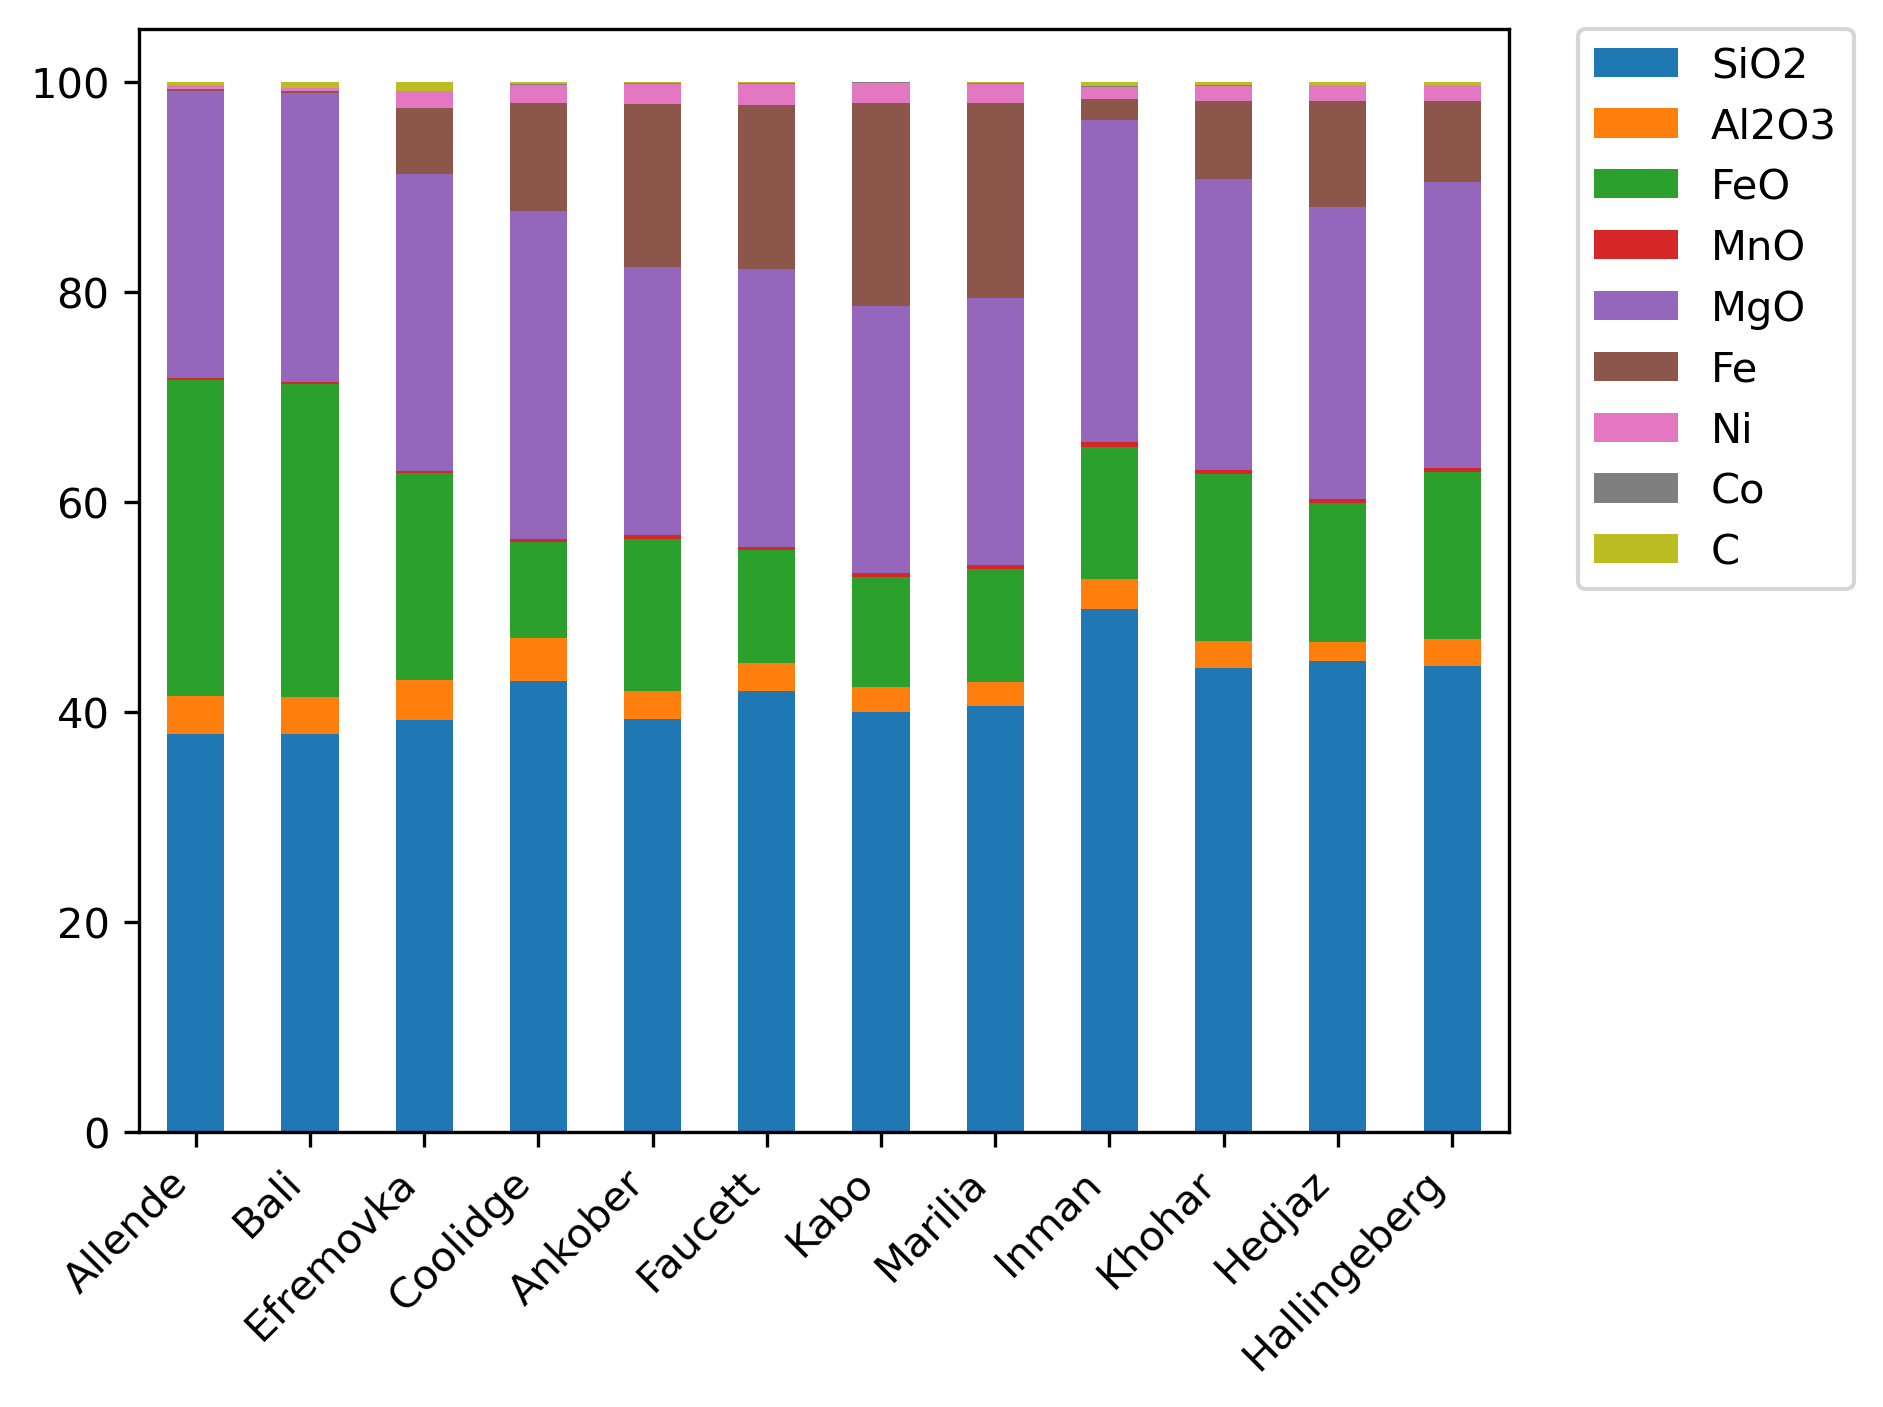 100
80
60
40
20
0
Allende
Bali
Efremovka
Coolidge
Ankober
Faucett
Kabo
Marilia
Inman
Khohar
Hedjaz
Hallingeberg
SiO2
Al2O3
FeO
MnO
MgO
Fe
Ni
Co
C